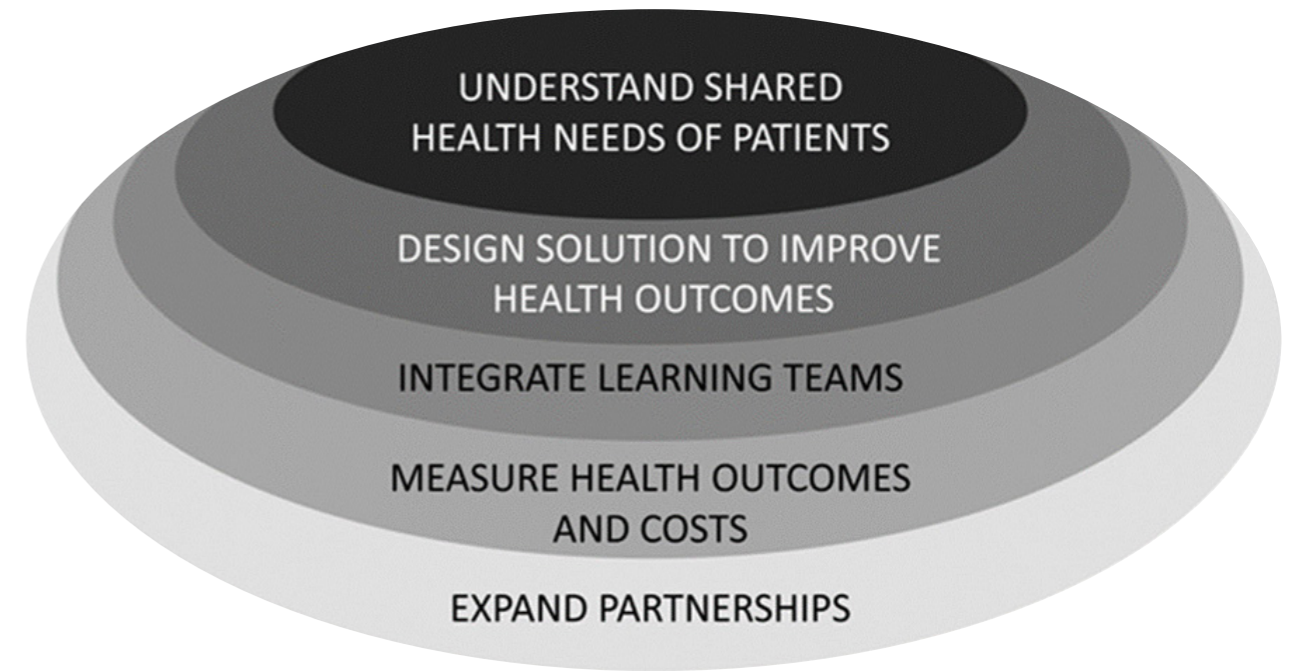 UNDERSTAND SHARED
HEALTH NEEDS OF PATIENTS
DESIGN SOLUTION TO IMPROVE
HEALTH OUTCOMES
INTEGRATE LEARNING TEAMS
MEASURE HEALTH OUTCOMES
AND COSTS
EXPAND PARTNERSHIPS